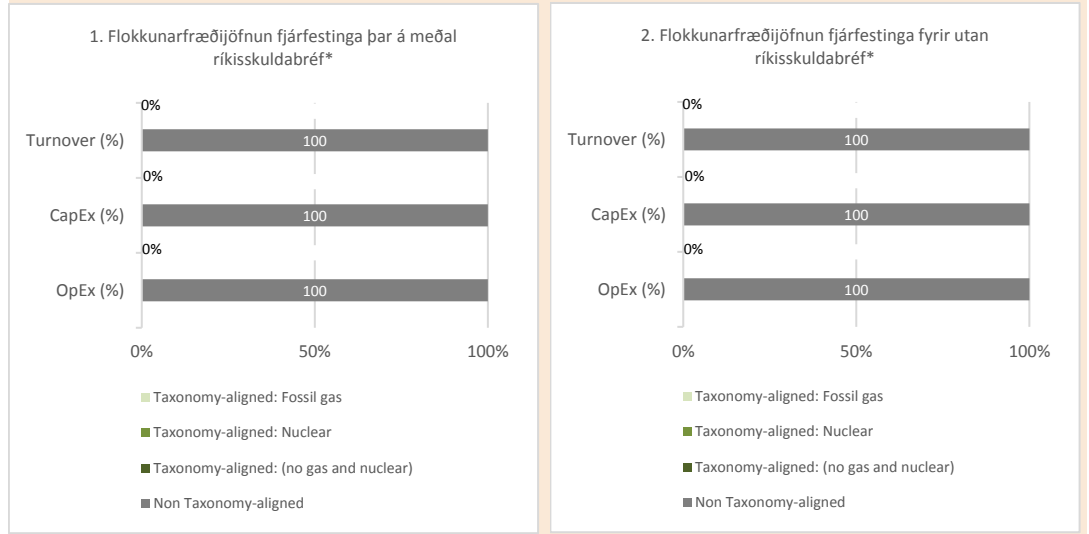 1. Flokkunarfræðijöfnun fjárfestinga þar á meðal
ríkisskuldabréf*
0%
Turnover (%)
100
0%
CapEx (%)
100
0%
OpEx (%)
100
0%
50%
100%
Taxonomy-aligned: Fossil gas
Taxonomy-aligned: Nuclear
Taxonomy-aligned: (no gas and nuclear)
Non Taxonomy-aligned
2. Flokkunarfræðijöfnun fjárfestinga fyrir utan
ríkisskuldabréf*
0%
Turnover (%)
100
0%
CapEx (%)
100
0%
OpEx (%)
100
0%
50%
100%
Taxonomy-aligned: Fossil gas
Taxonomy-aligned: Nuclear
Taxonomy-aligned: (no gas and nuclear)
Non Taxonomy-aligned